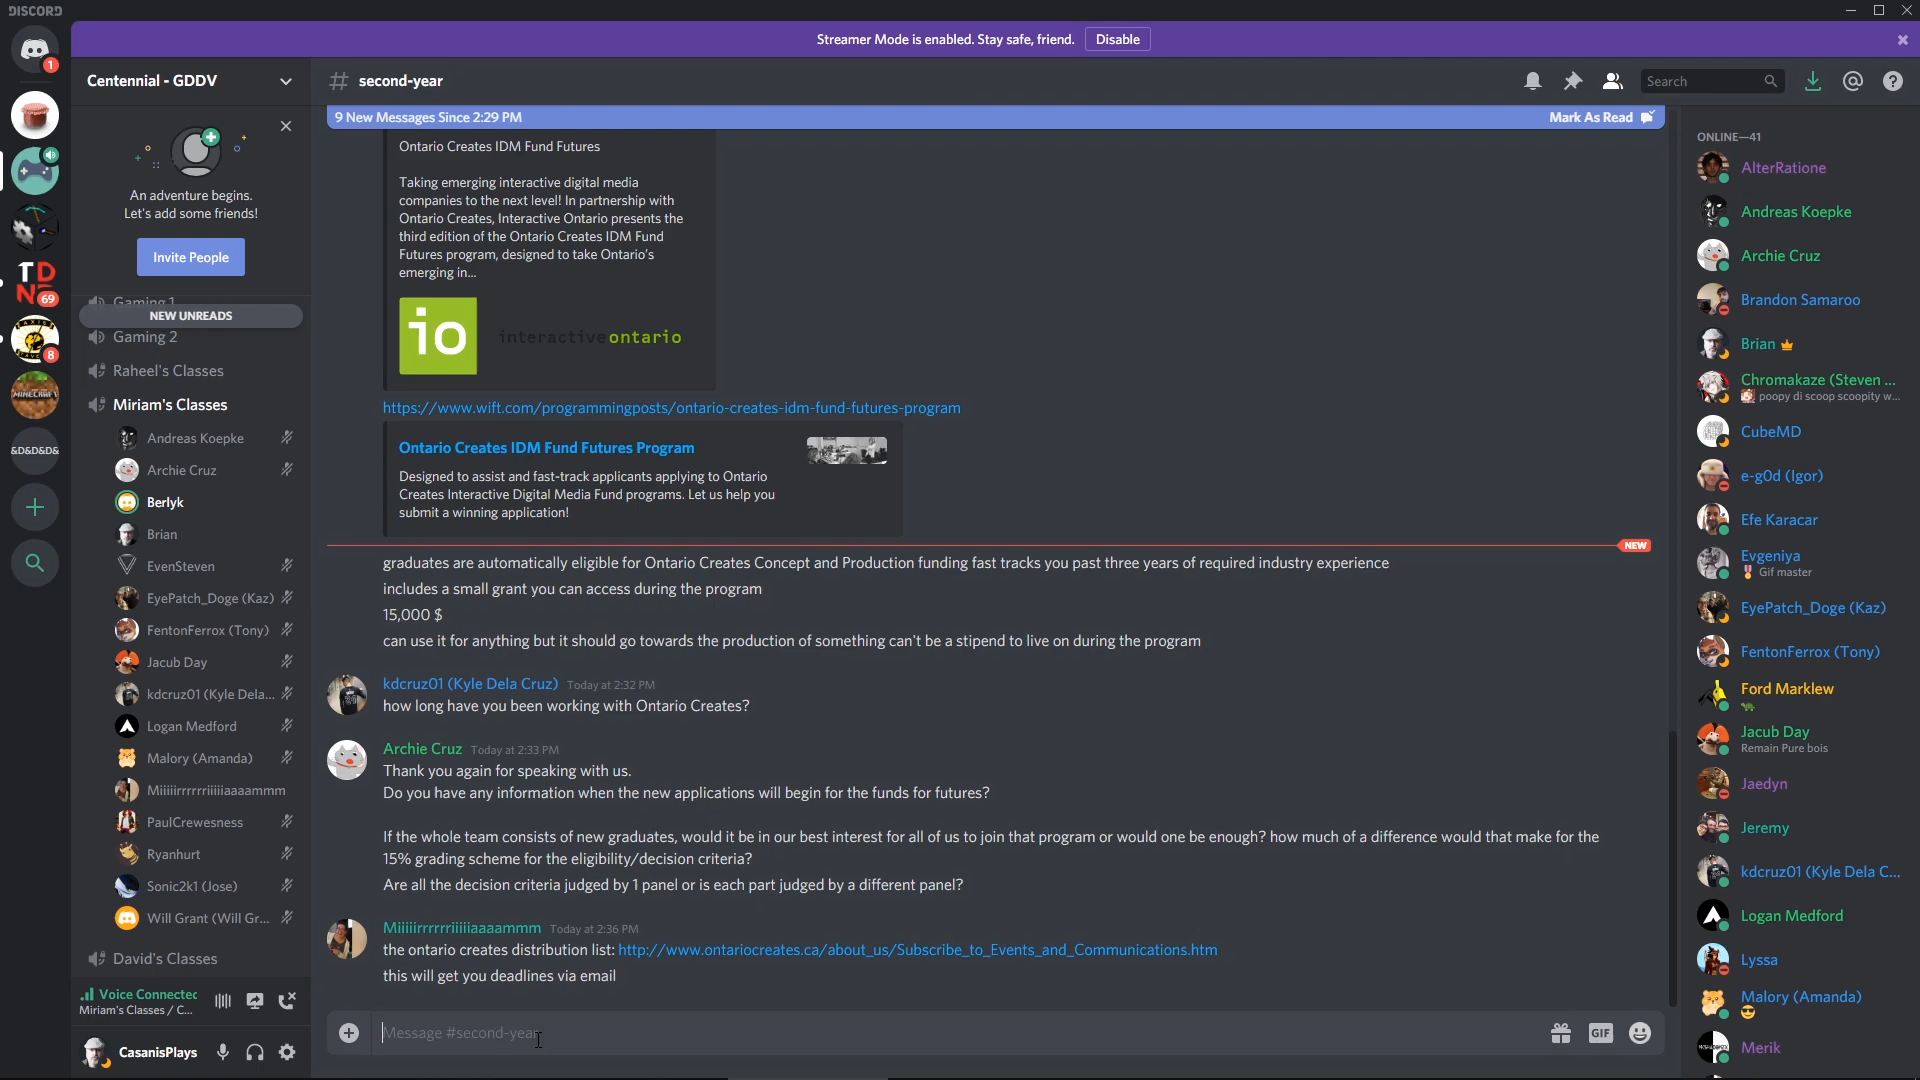 DISCORD
Streamer Mode is enabled. Stay safe, friend. Disable
1
Centennial - GDDV
second-year
Search
9 New Messages Since 2:29 PM
Mark As Read
An adventure begins.
Let's add some friends!
Invite People
Gaming 1
NEW UNREADS
Gaming 2
Raheel's Classes
Miriam's Classes
Andreas Koepke
Archie Cruz
Berlyk
Brian
EvenSteven
EyePatch_Doge (Kaz)
FentonFerrox (Tony)
Jacub Day
kdcruz01 (Kyle Dela...
Logan Medford
Malory (Amanda)
Miiiiirrrrrriiiiiaaaammm
PaulCrewesness
Ryanhurt
Sonic2k1 (Jose)
Will Grant (Will Gr...
David's Classes
Miriam's Classes / C...
CasanisPlays
TD
N
69
8
MINECRAFT
&D&D&D&
Ontario Creates IDM Fund Futures
Taking emerging interactive digital media
companies to the next level! In partnership with
Ontario Creates, Interactive Ontario presents the
third edition of the Ontario Creates IDM Fund
Futures program, designed to take Ontario's
emerging in...
io interactiveontario
https://www.wift.com/programmingposts/ontario-creates-idm-fund-futures-program
Ontario Creates IDM Fund Futures Program
Designed to assist and fast-track applicants applying to Ontario
Creates Interactive Digital Media Fund programs. Let us help you
submit a winning application!
NEW
graduates are automatically eligible for Ontario Creates Concept and Production funding fast tracks you past three years of required industry experience
includes a small grant you can access during the program
15,000 $
can use it for anything but it should go towards the production of something can't be a stipend to live on during the program
kdcruz01 (Kyle Dela Cruz) Today at 2:32 PM
how long have you been working with Ontario Creates?
Archie Cruz Today at 2:33 PM
Thank you again for speaking with us.
Do you have any information when the new applications will begin for the funds for futures?
If the whole team consists of new graduates, would it be in our best interest for all of us to join that program or would one be enough? how much of a difference would that make for the
15% grading scheme for the eligibility/decision criteria?
Are all the decision criteria judged by 1 panel or is each part judged by a different panel?
Miiiiirrrrrriiiiiaaaammm Today at 2:36 PM
the ontario creates distribution list: http://www.ontariocreates.ca/about_us/Subscribe_to_Events_and_Communications.htm
this will get you deadlines via email
Message #second-year
GIF
ONLINE—41
AlterRatione
Andreas Koepke
Archie Cruz
Brandon Samaroo
Brian
Chromakaze (Steven ...
poopy di scoop scoopity w...
CubeMD
e-g0d (Igor)
Efe Karacar
Evgeniya
Gif master
EyePatch_Doge (Kaz)
FentonFerrox (Tony)
Ford Marklew
Jacub Day
Remain Pure bois
Jaedyn
Jeremy
kdcruz01 (Kyle Dela C...
Logan Medford
Lyssa
Malory (Amanda)
Merik